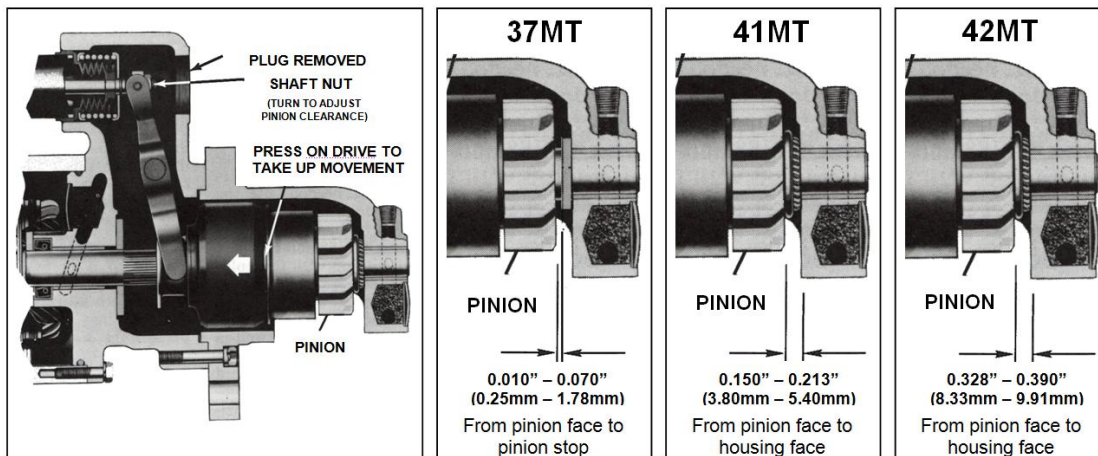 PLUG REMOVED
SHAFT NUT
(TURN TO ADJUST
PINION CLEARANCE)
PRESS ON DRIVE TO
TAKE UP MOVEMENT
PINION
37MT
PINION
0.010” – 0.070”
(0.25mm – 1.78mm)
From pinion face to
pinion stop
41MT
PINION
0.150” – 0.213”
(3.80mm – 5.40mm)
From pinion face to
housing face
42MT
PINION
0.328” – 0.390”
(8.33mm – 9.91mm)
From pinion face to
housing face